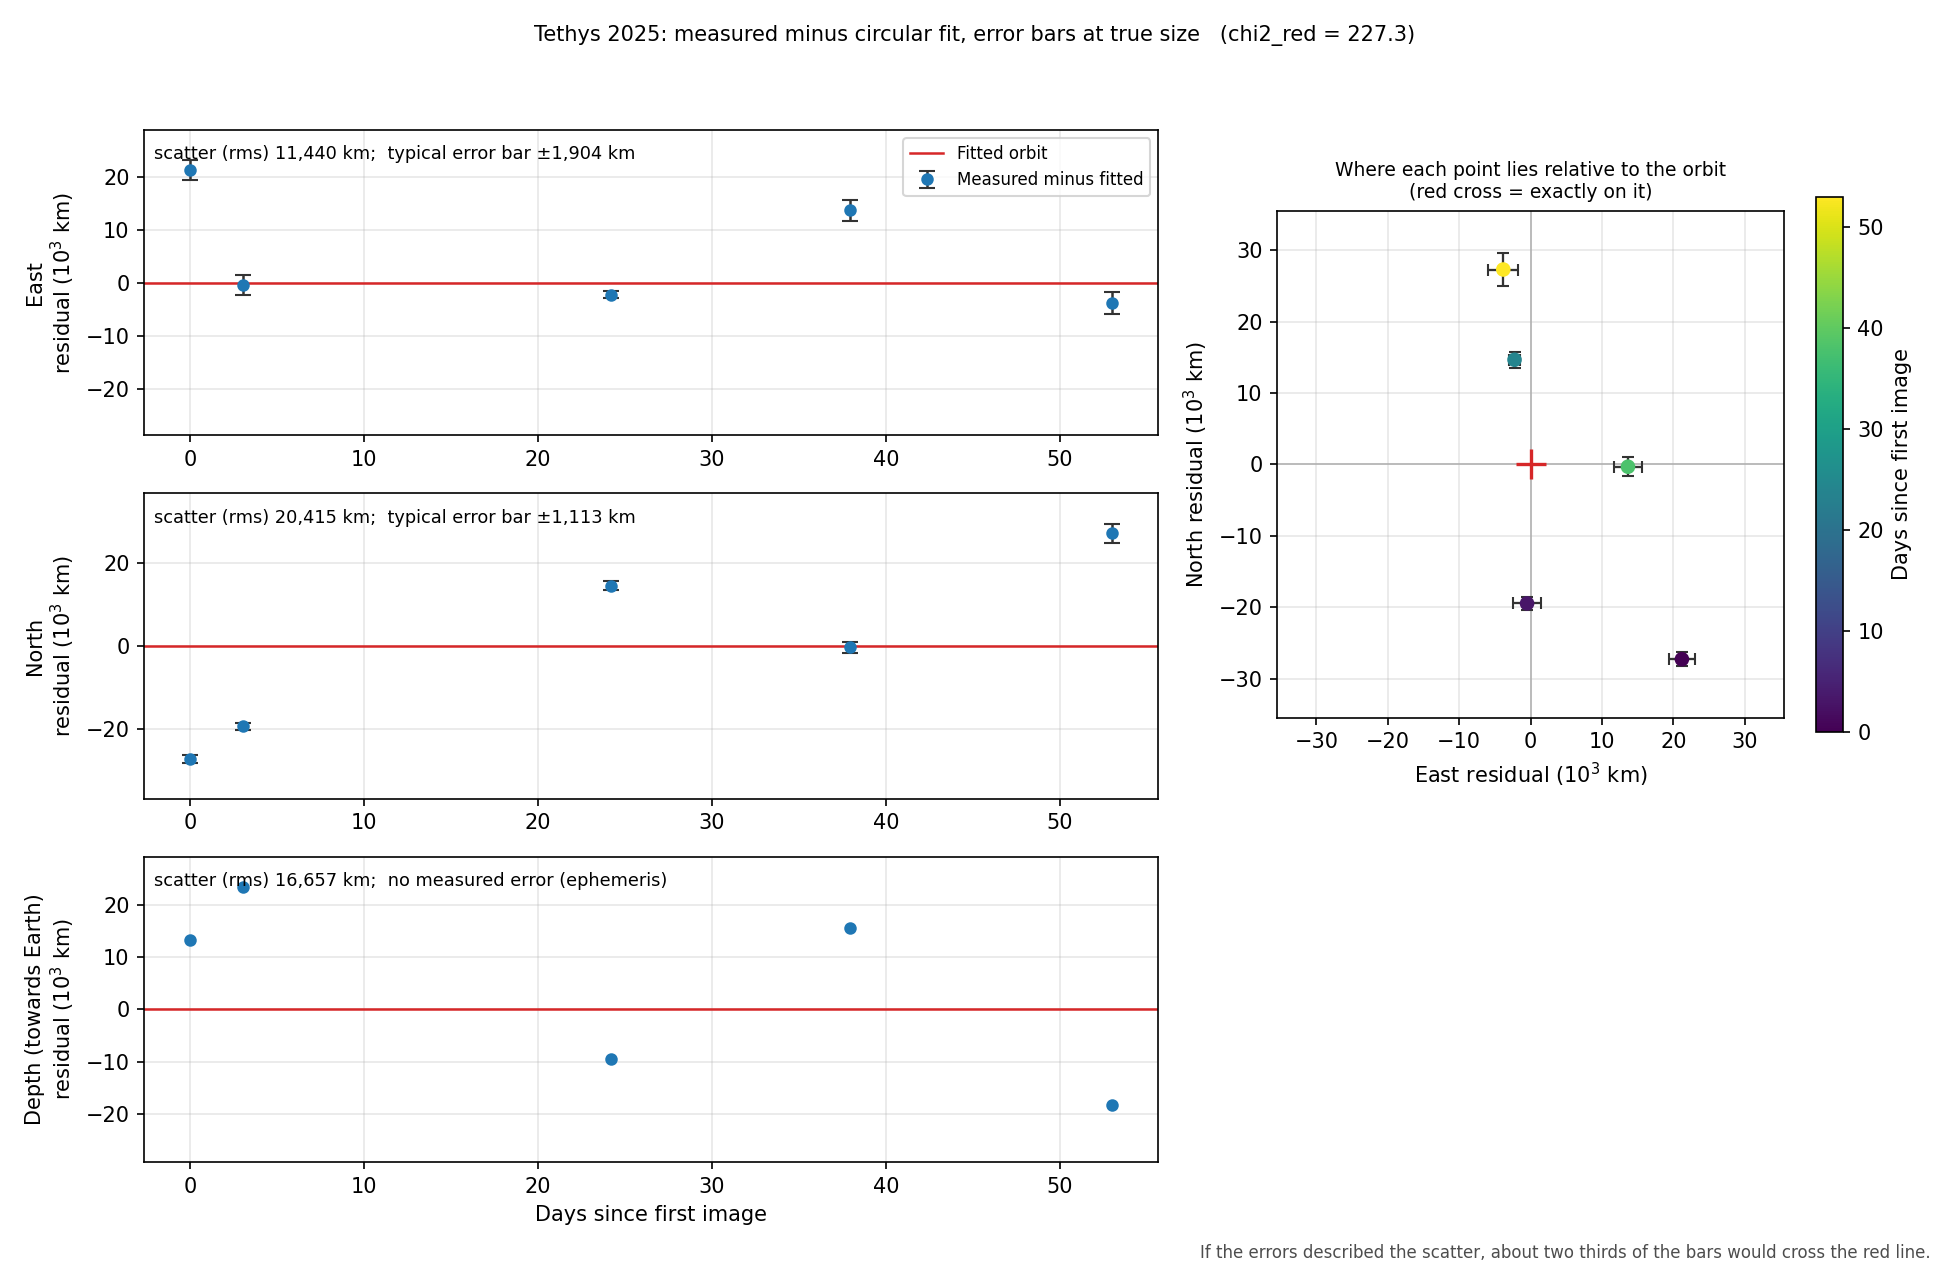 Tethys 2025: measured minus circular fit, error bars at true size   (chi2_red = 227.3)
scatter (rms) 11,440 km;  typical error bar ±1,904 km
Fitted orbit
Measured minus fitted
East
residual (10³ km)
20
10
0
−10
−20
0 10 20 30 40 50
scatter (rms) 20,415 km;  typical error bar ±1,113 km
North
residual (10³ km)
20
0
−20
0 10 20 30 40 50
scatter (rms) 16,657 km;  no measured error (ephemeris)
Depth (towards Earth)
residual (10³ km)
20
10
0
−10
−20
0 10 20 30 40 50
Days since first image
Where each point lies relative to the orbit
(red cross = exactly on it)
North residual (10³ km)
30
20
10
0
−10
−20
−30
−30 −20 −10 0 10 20 30
East residual (10³ km)
50
40
30
20
10
0
Days since first image
If the errors described the scatter, about two thirds of the bars would cross the red line.